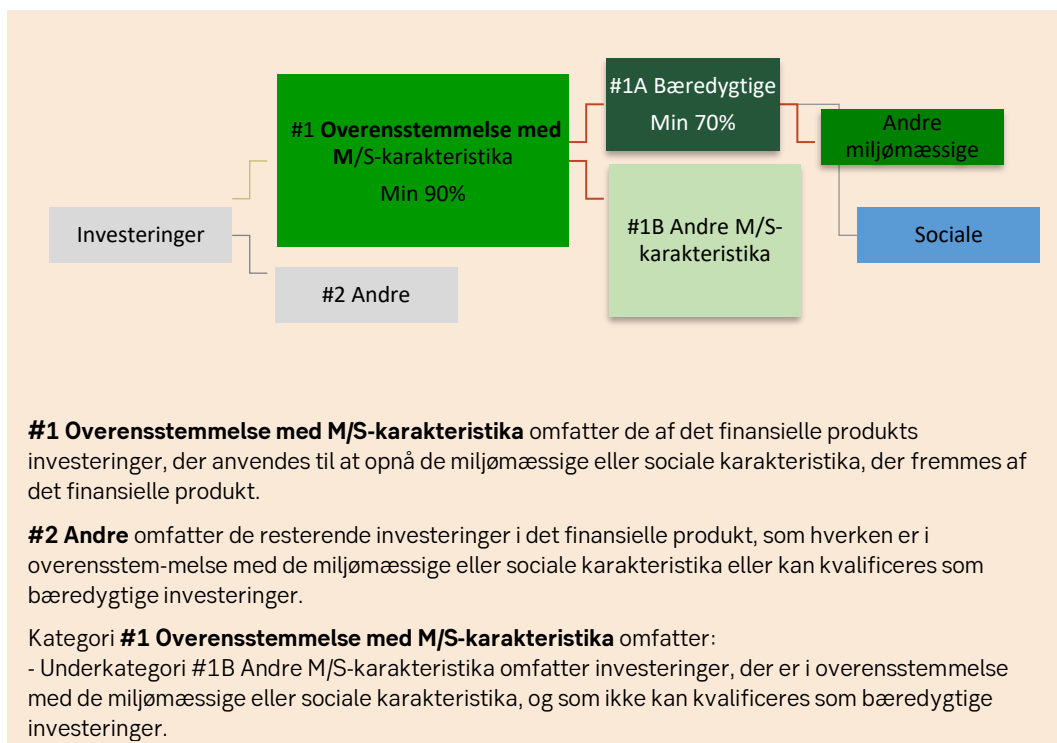 #1A Bæredygtige
Min 70%
#1 Overensstemmelse med
M/S-karakteristika
Min 90%
Andre
miljømæssige
Investeringer
#1B Andre M/S-
karakteristika
Sociale
#2 Andre
#1 Overensstemmelse med M/S-karakteristika omfatter de af det finansielle produkts
investeringer, der anvendes til at opnå de miljømæssige eller sociale karakteristika, der fremmes af
det finansielle produkt.
#2 Andre omfatter de resterende investeringer i det finansielle produkt, som hverken er i
overensstem-melse med de miljømæssige eller sociale karakteristika eller kan kvalificeres som
bæredygtige investeringer.
Kategori #1 Overensstemmelse med M/S-karakteristika omfatter:
- Underkategori #1B Andre M/S-karakteristika omfatter investeringer, der er i overensstemmelse
med de miljømæssige eller sociale karakteristika, og som ikke kan kvalificeres som bæredygtige
investeringer.